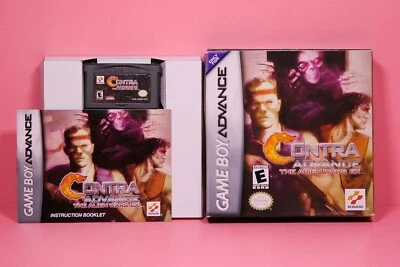 CONTRA
ADVANCE
GAME BOY ADVANCE
CONTRA
ADVANCE
THE ALIEN WARS EX
INSTRUCTION BOOKLET
KONAMI
GAME BOY ADVANCE
CONTRA
ADVANCE
THE ALIEN WARS EX
E
KONAMI